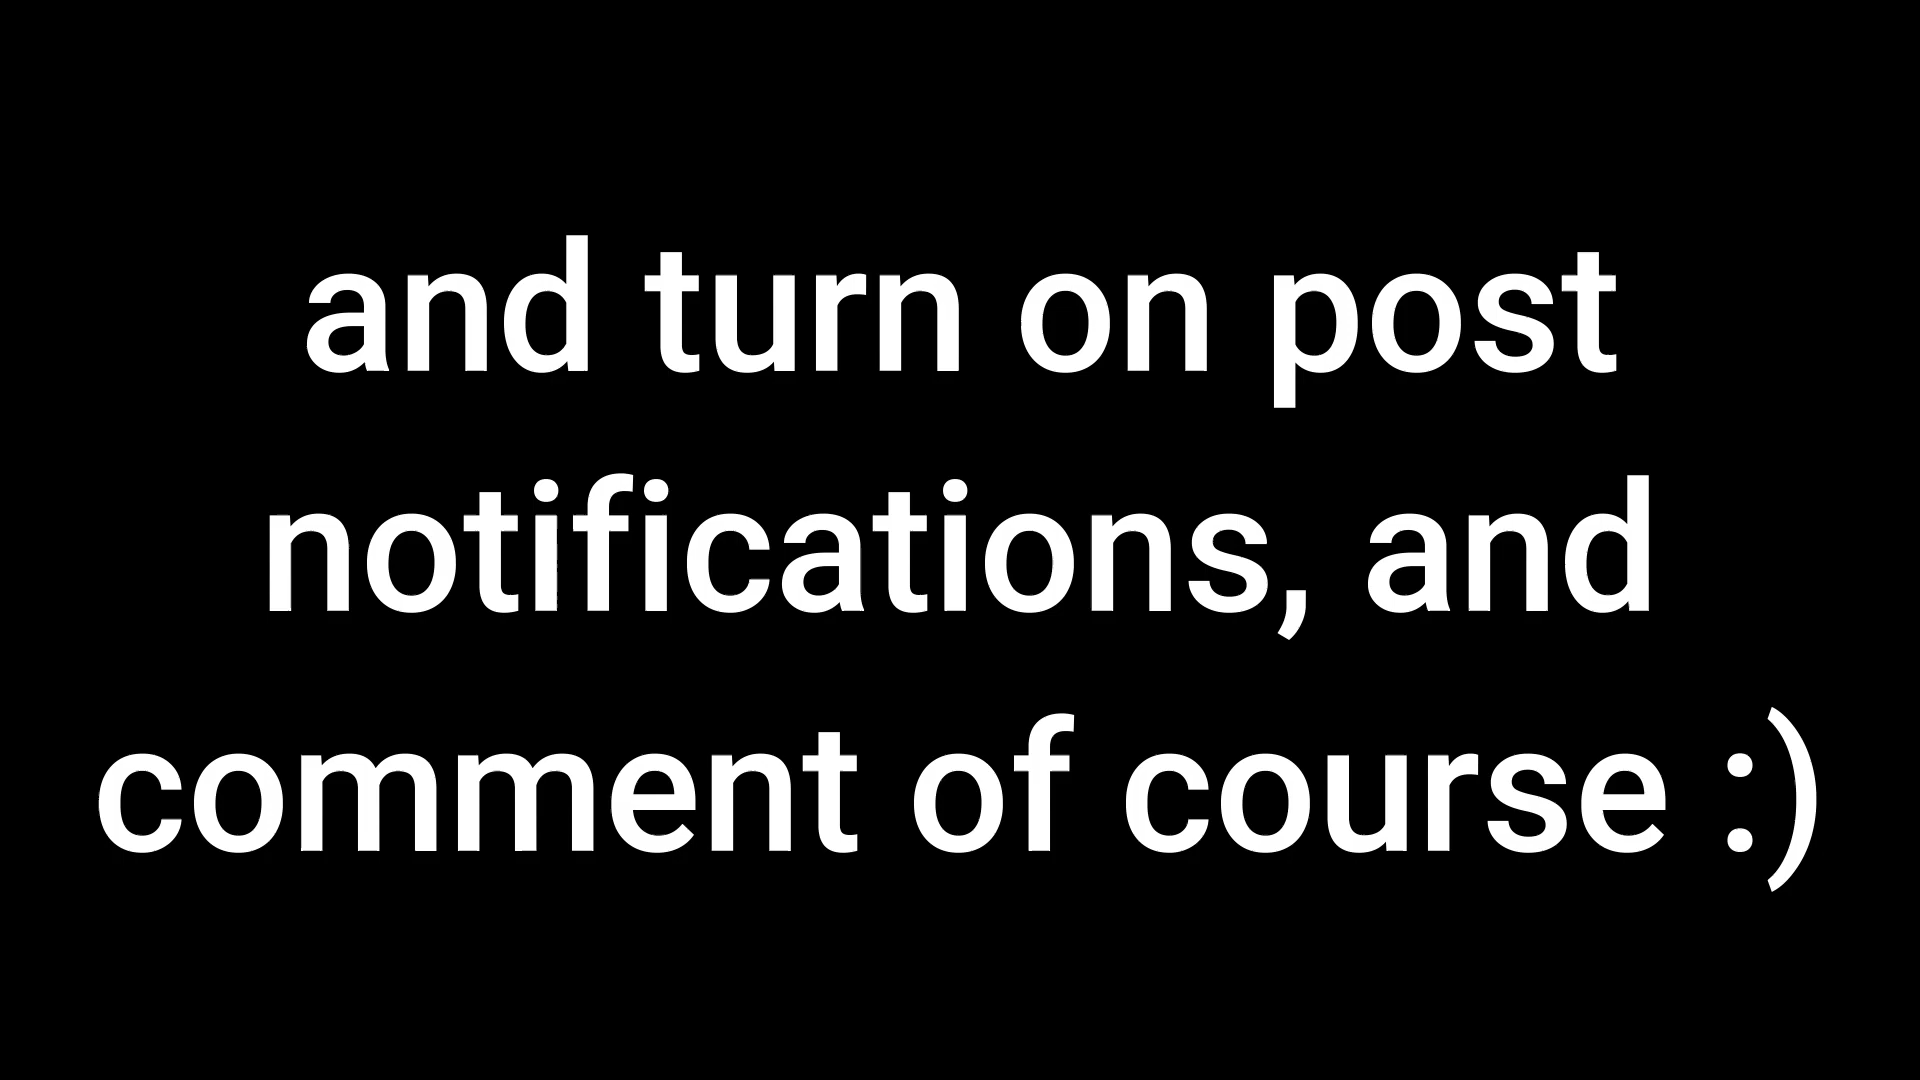 and turn on post
notifications, and
comment of course :)